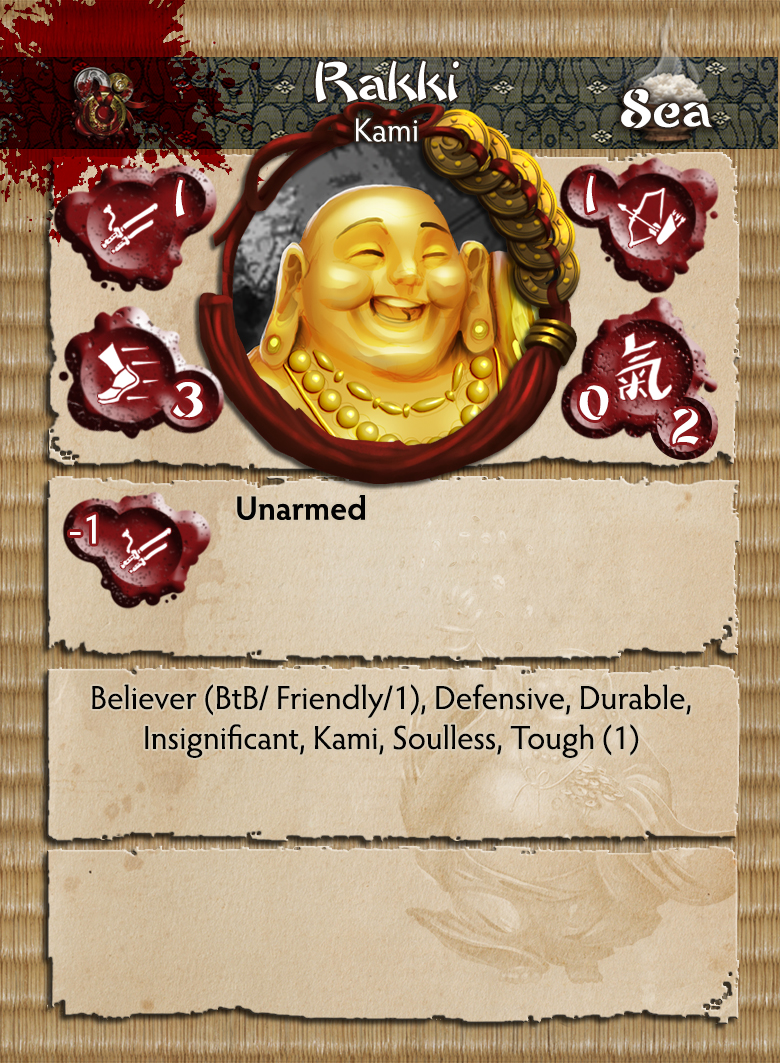 Rakki
Kami
8ea
1
1
3
氣
0
2
-1
Unarmed
Believer (BtB/ Friendly/1), Defensive, Durable,
Insignificant, Kami, Soulless, Tough (1)